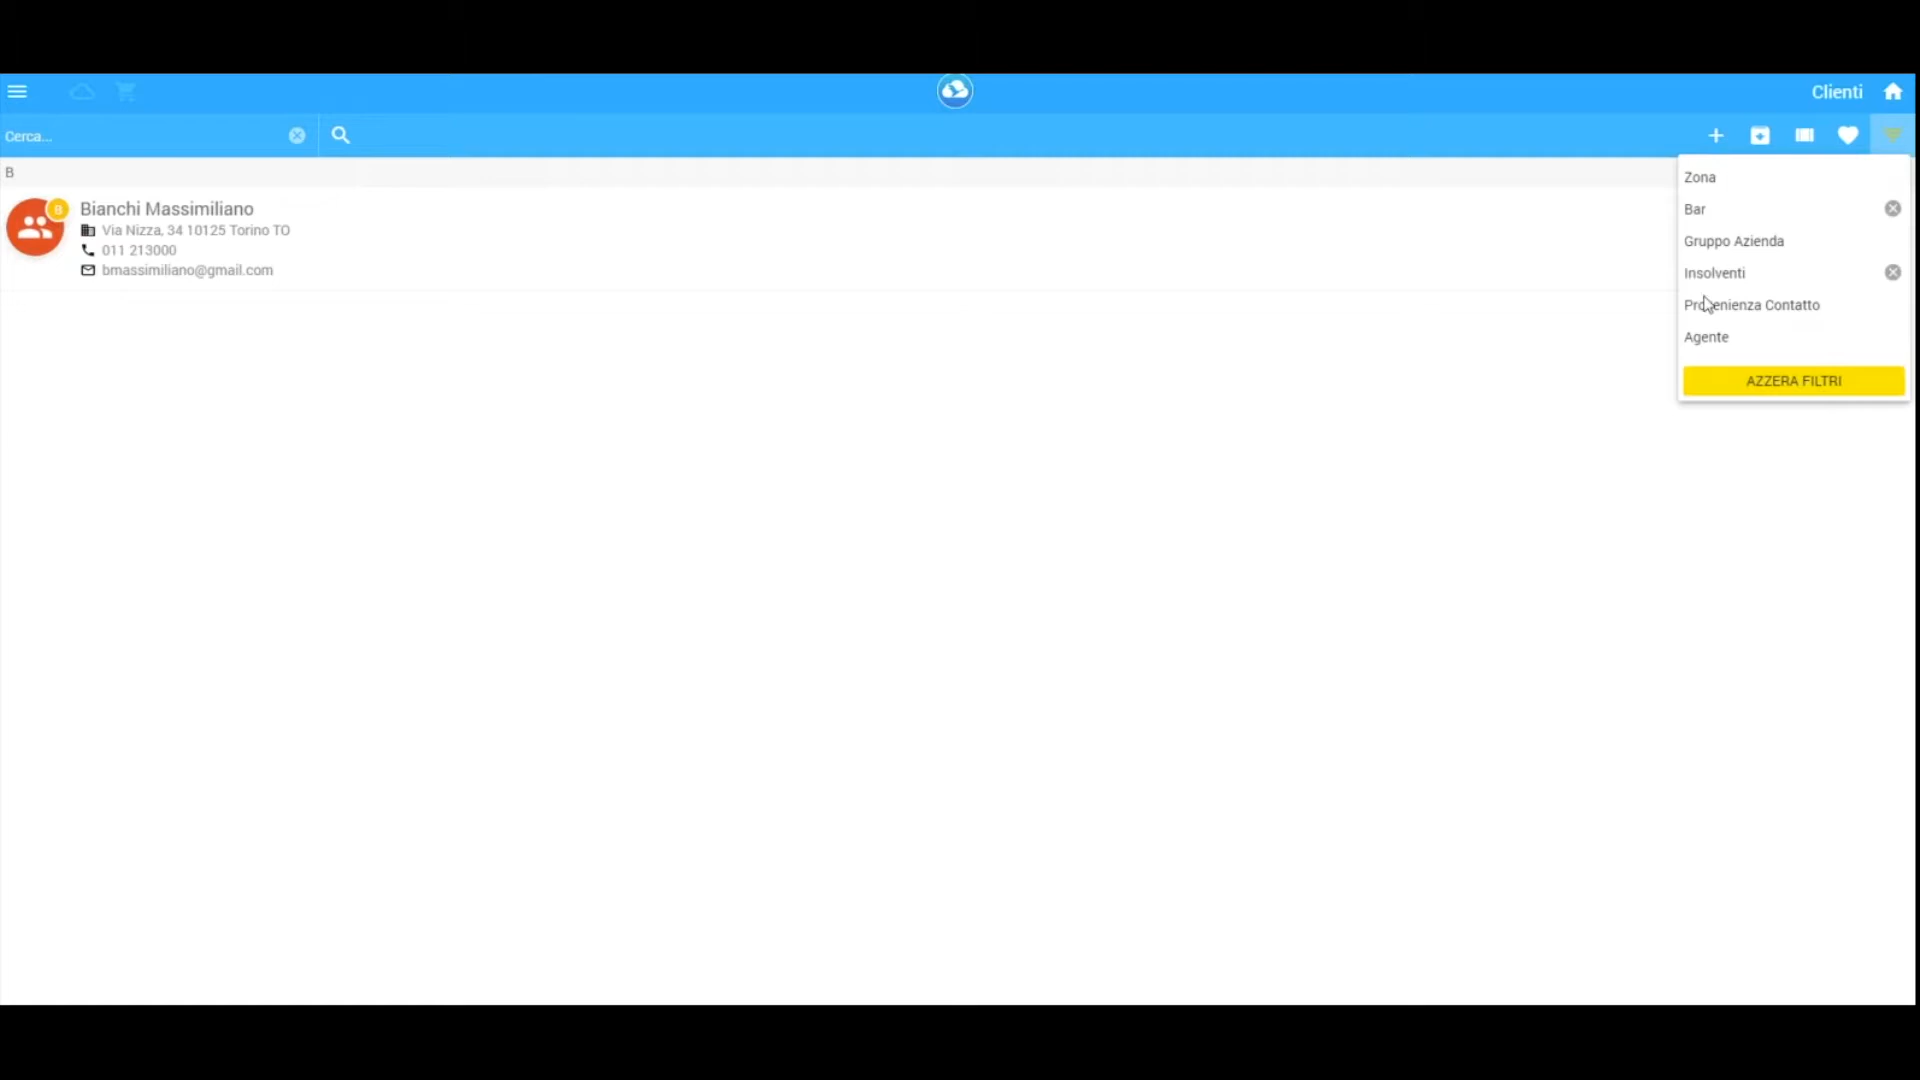 Clienti
Cerca...
B
B
Bianchi Massimiliano
Via Nizza, 34 10125 Torino TO
011 213000
bmassimiliano@gmail.com
Zona
Bar
Gruppo Azienda
Insolventi
Provenienza Contatto
Agente
AZZERA FILTRI